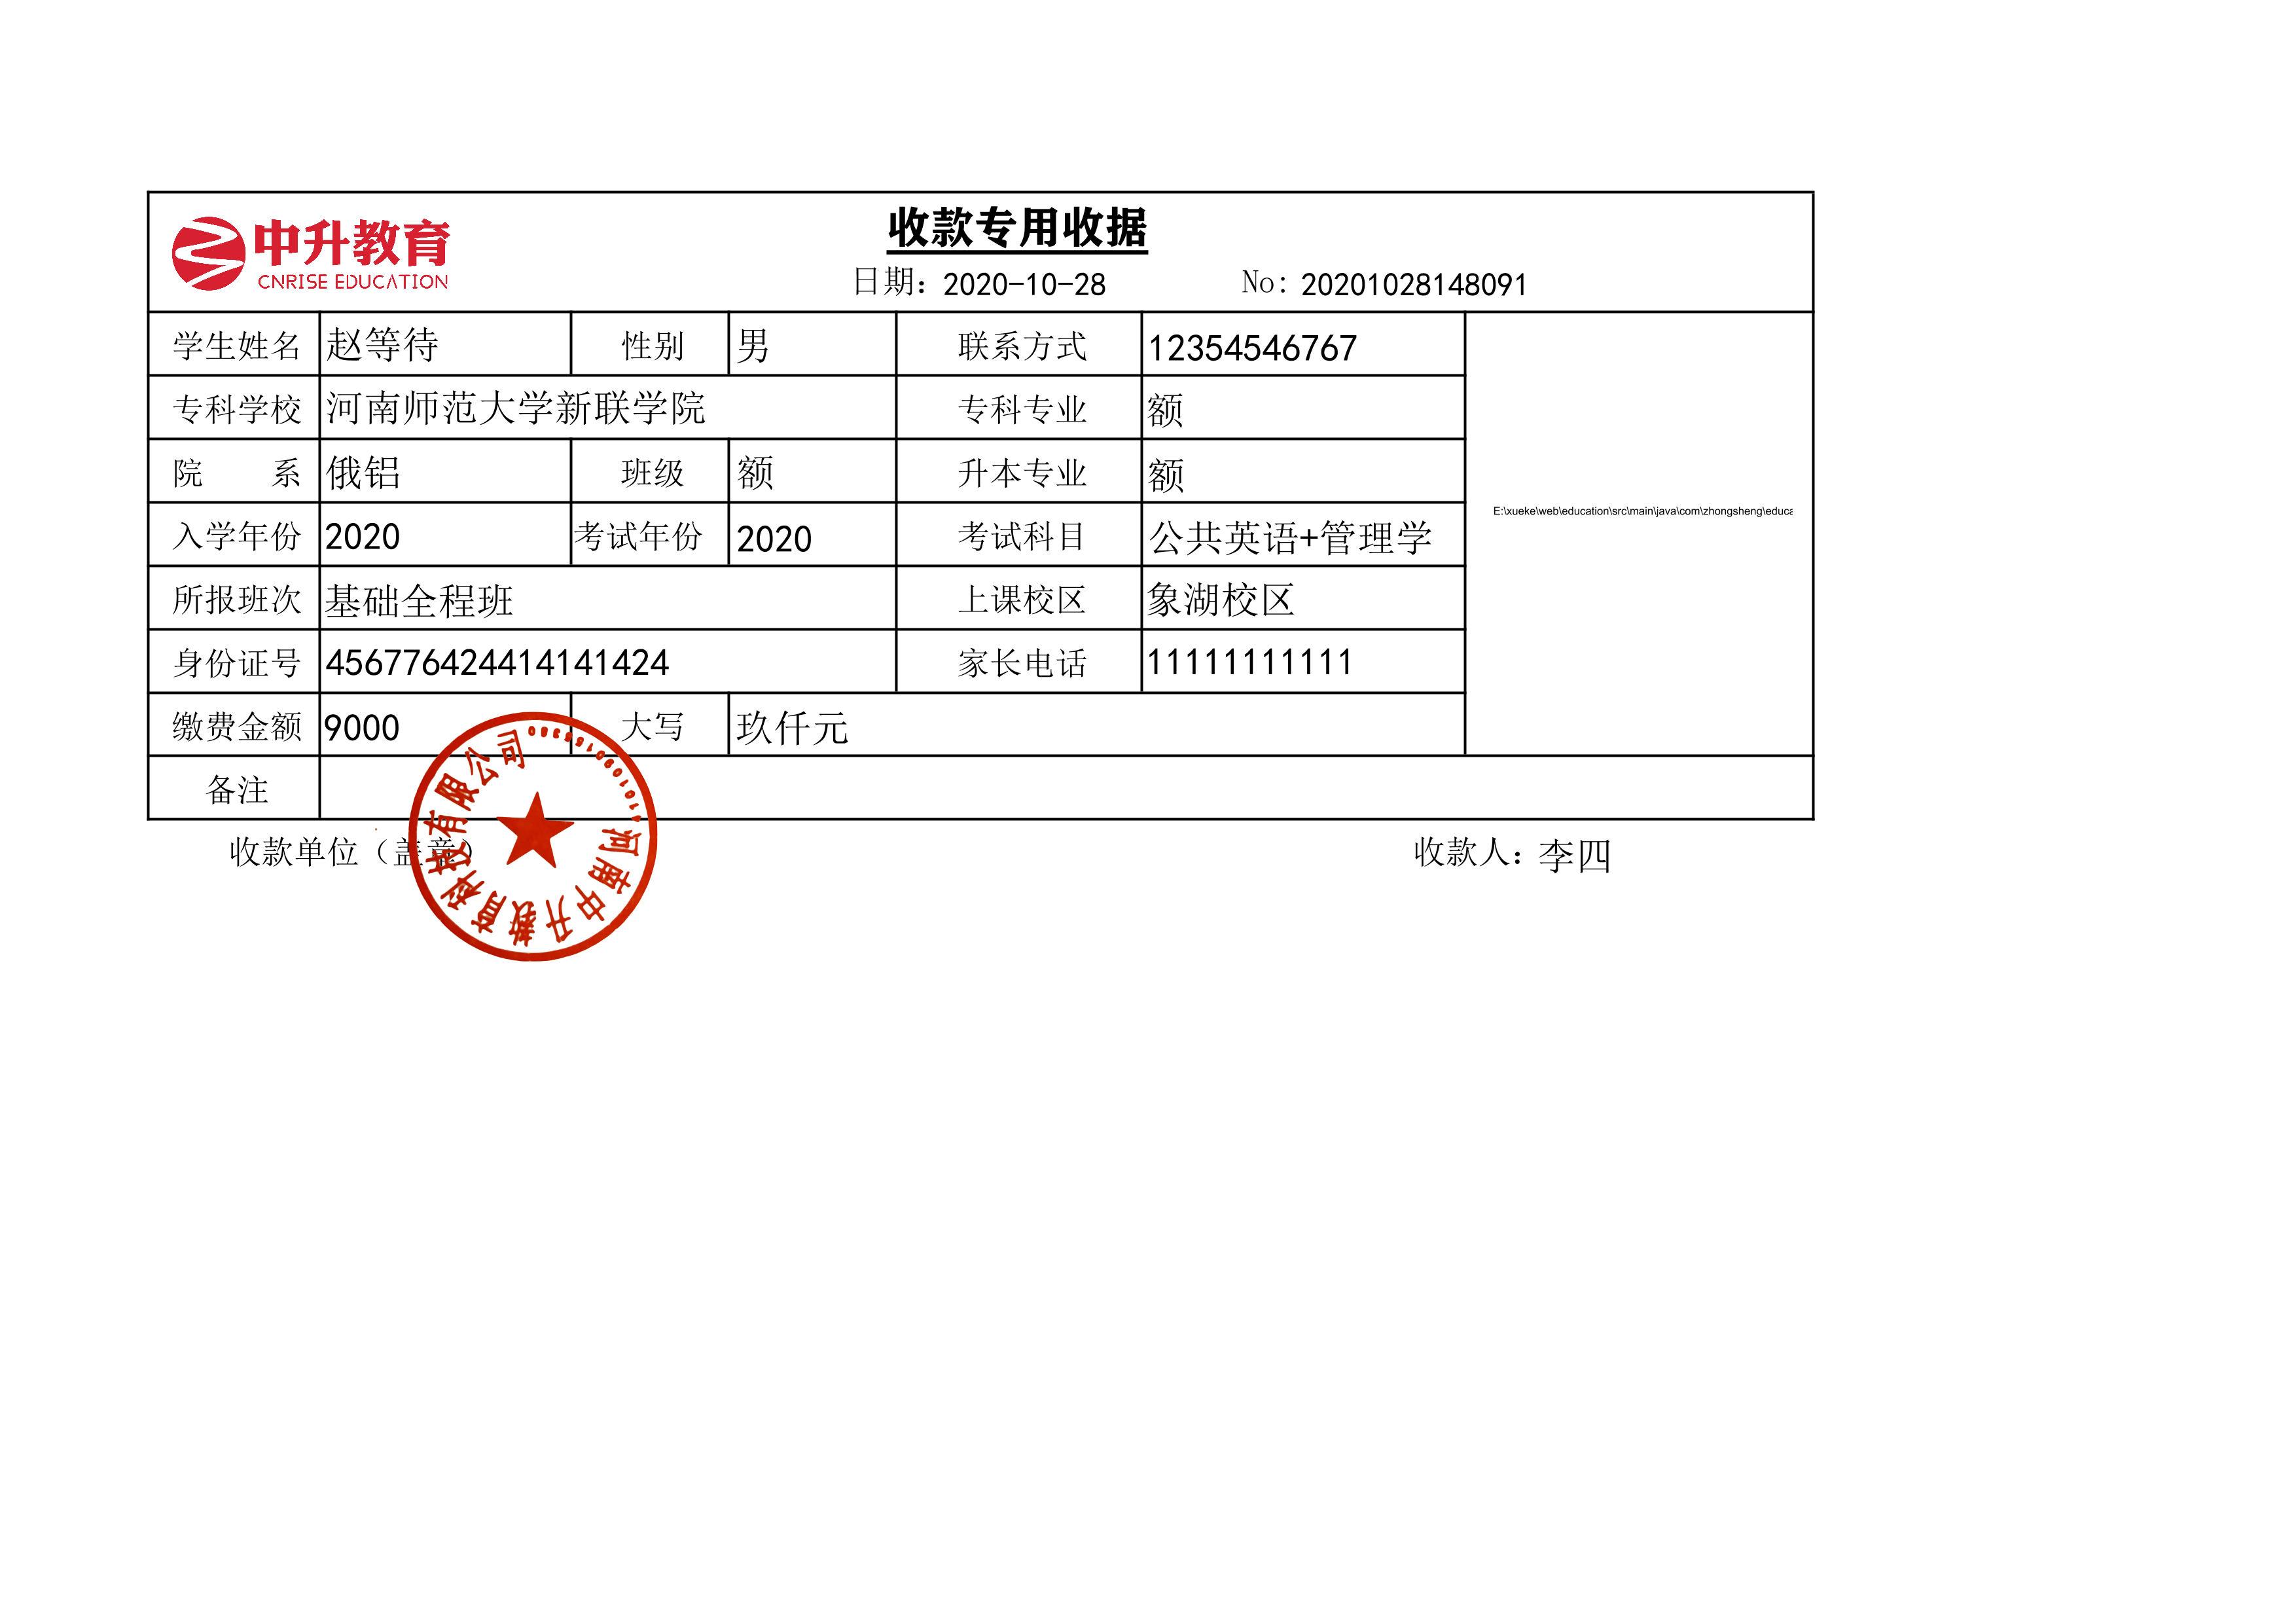 中升教育
CNRISE EDUCATION
收款专用收据
日期：2020-10-28 No：20201028148091
学生姓名 赵等待 性别 男 联系方式 12354546767
专科学校 河南师范大学新联学院 专科专业 额
院 系 俄铝 班级 额 升本专业 额
入学年份 2020 考试年份 2020 考试科目 公共英语+管理学
E:\xueke\web\education\src\main\java\com\zhongsheng\educa
所报班次 基础全程班 上课校区 象湖校区
身份证号 456776424414141424 家长电话 11111111111
缴费金额 9000 大写 玖仟元
备注
收款单位（盖章） 收款人：李四
河南中升教育科技有限公司